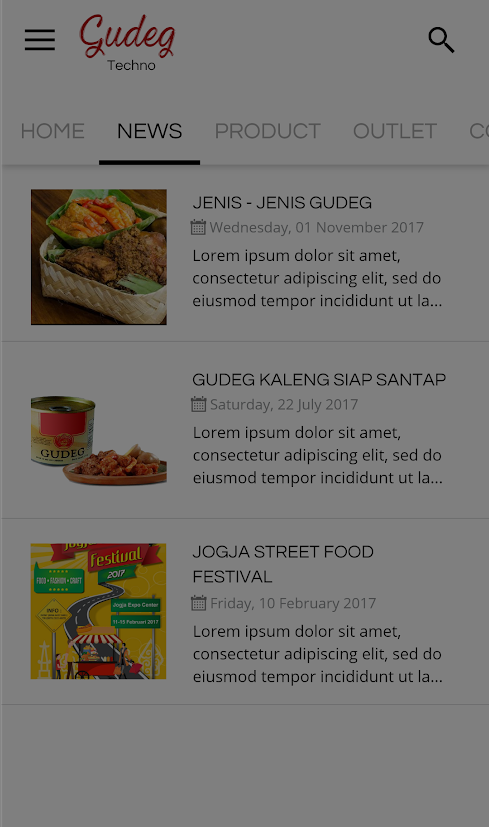 Gudeg
Techno
HOME NEWS PRODUCT OUTLET CO
JENIS - JENIS GUDEG
Wednesday, 01 November 2017
Lorem ipsum dolor sit amet,
consectetur adipiscing elit, sed do
eiusmod tempor incididunt ut la...
GUDEG KALENG SIAP SANTAP
Saturday, 22 July 2017
Lorem ipsum dolor sit amet,
consectetur adipiscing elit, sed do
eiusmod tempor incididunt ut la...
GUDEG
JOGJA STREET FOOD
FESTIVAL
Friday, 10 February 2017
Lorem ipsum dolor sit amet,
consectetur adipiscing elit, sed do
eiusmod tempor incididunt ut la...
festival
2017
FOOD • FASHION • CRAFT
INFO
Jogja Expo Center
11-15 Februari 2017